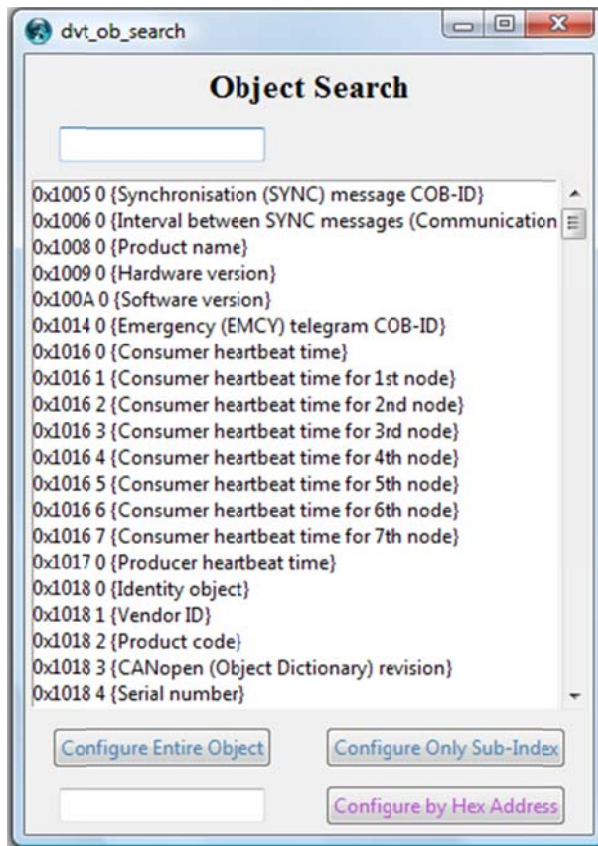 dvt_ob_search
Object Search
0x1005 0 {Synchronisation (SYNC) message COB-ID}
0x1006 0 {Interval between SYNC messages (Communication
0x1008 0 {Product name}
0x1009 0 {Hardware version}
0x100A 0 {Software version}
0x1014 0 {Emergency (EMCY) telegram COB-ID}
0x1016 0 {Consumer heartbeat time}
0x1016 1 {Consumer heartbeat time for 1st node}
0x1016 2 {Consumer heartbeat time for 2nd node}
0x1016 3 {Consumer heartbeat time for 3rd node}
0x1016 4 {Consumer heartbeat time for 4th node}
0x1016 5 {Consumer heartbeat time for 5th node}
0x1016 6 {Consumer heartbeat time for 6th node}
0x1016 7 {Consumer heartbeat time for 7th node}
0x1017 0 {Producer heartbeat time}
0x1018 0 {Identity object}
0x1018 1 {Vendor ID}
0x1018 2 {Product code}
0x1018 3 {CANopen (Object Dictionary) revision}
0x1018 4 {Serial number}
Configure Entire Object
Configure Only Sub-Index
Configure by Hex Address